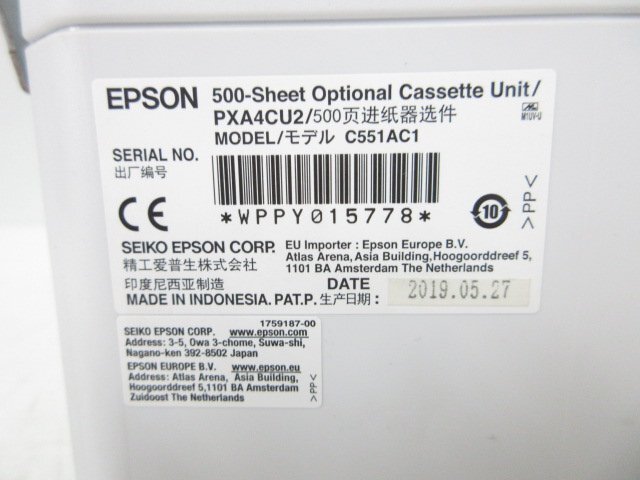 EPSON 500-Sheet Optional Cassette Unit/
PXA4CU2/500页进纸器选件
MODEL/モデル C551AC1
SERIAL NO.
出厂编号
*WPPY015778*
CE
10
>PP<
SEIKO EPSON CORP.
精工爱普生株式会社
EU Importer : Epson Europe B.V.
Atlas Arena, Asia Building, Hoogoorddreef 5,
1101 BA Amsterdam The Netherlands
印度尼西亚制造
MADE IN INDONESIA. PAT.P.
DATE
生产日期: 2019.05.27
1759187-00
SEIKO EPSON CORP. www.epson.com
Address: 3-5, Owa 3-chome, Suwa-shi,
Nagano-ken 392-8502 Japan
EPSON EUROPE B.V. www.epson.eu
Address: Atlas Arena, Asia Building,
Hoogoorddreef 5,1101 BA Amsterdam
Zuidoost The Netherlands
>PP<